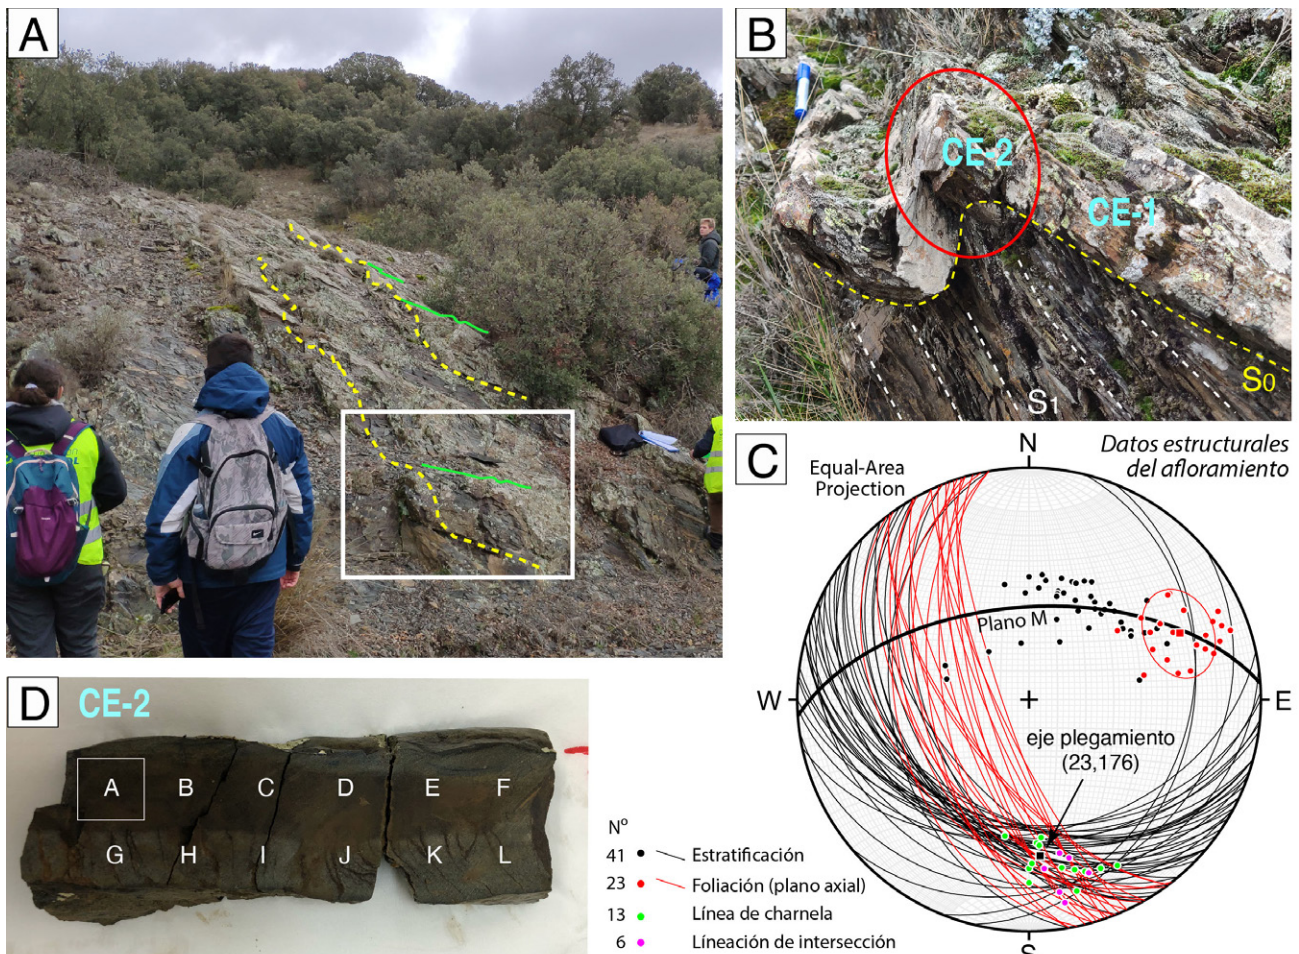 A
B
CE-2
CE-1
S1
S0
C
Datos estructurales
del afloramiento
Equal-Area
Projection
N
Plano M
W
E
eje plegamiento
(23,176)
S
D
CE-2
A B C D E F
G H I J K L
Nº
41 Estratificación
23 Foliación (plano axial)
13 Línea de charnela
6 Líneación de intersección